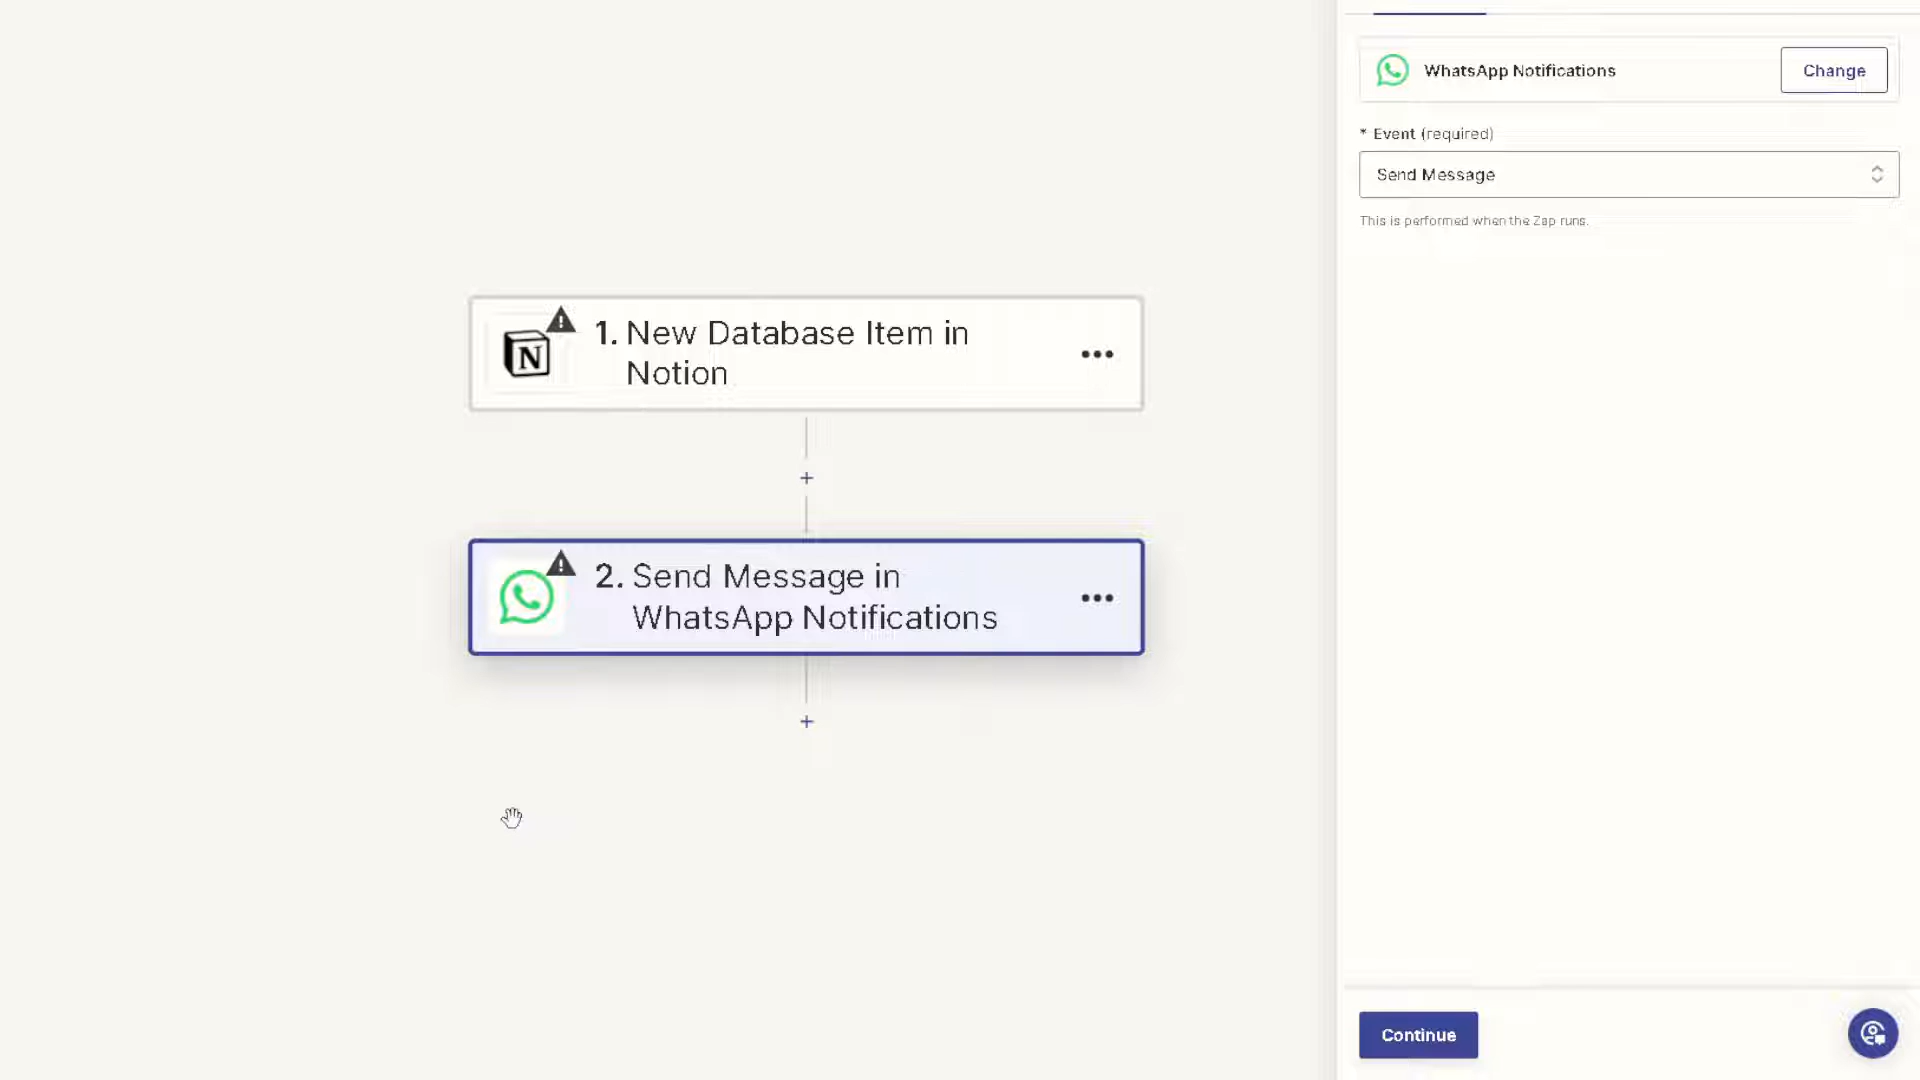 WhatsApp Notifications
Change
* Event (required)
Send Message
This is performed when the Zap runs.
1. New Database Item in
Notion
2. Send Message in
WhatsApp Notifications
Continue